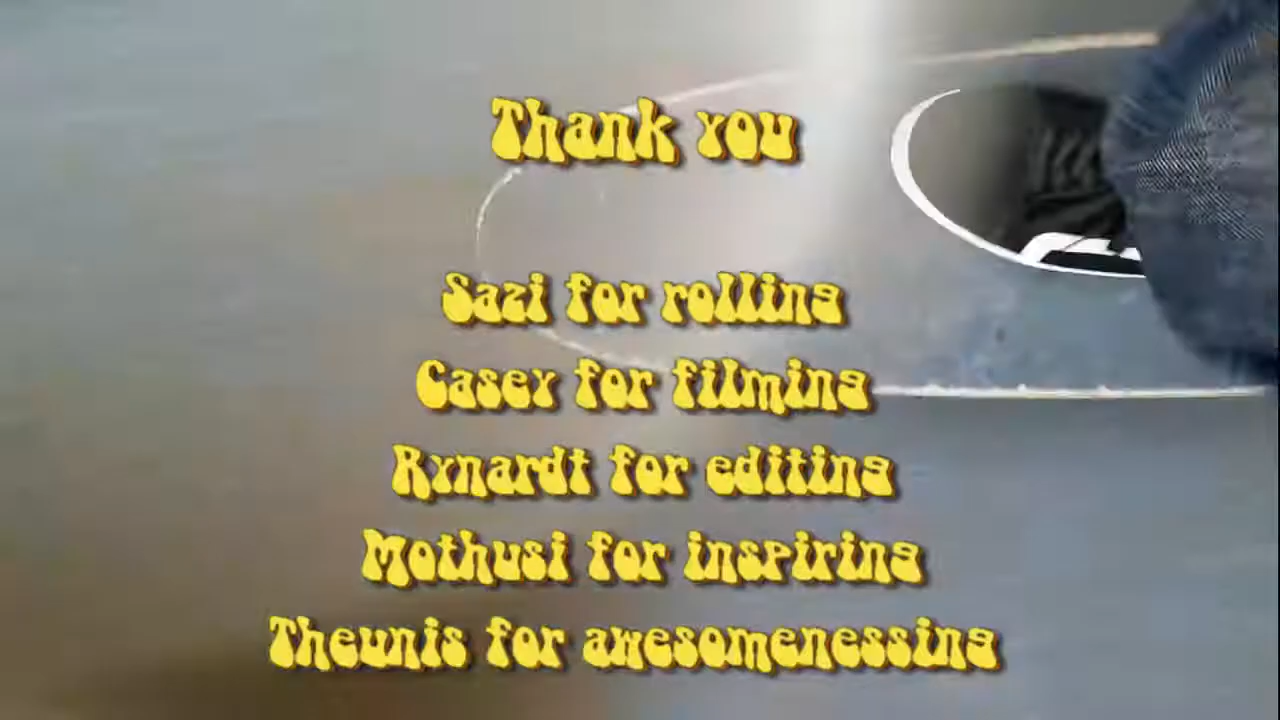 Thank you
Sazi for rolling
Casey for filming
Rynardt for editing
Mothusi for inspiring
Theunis for awesomenessing